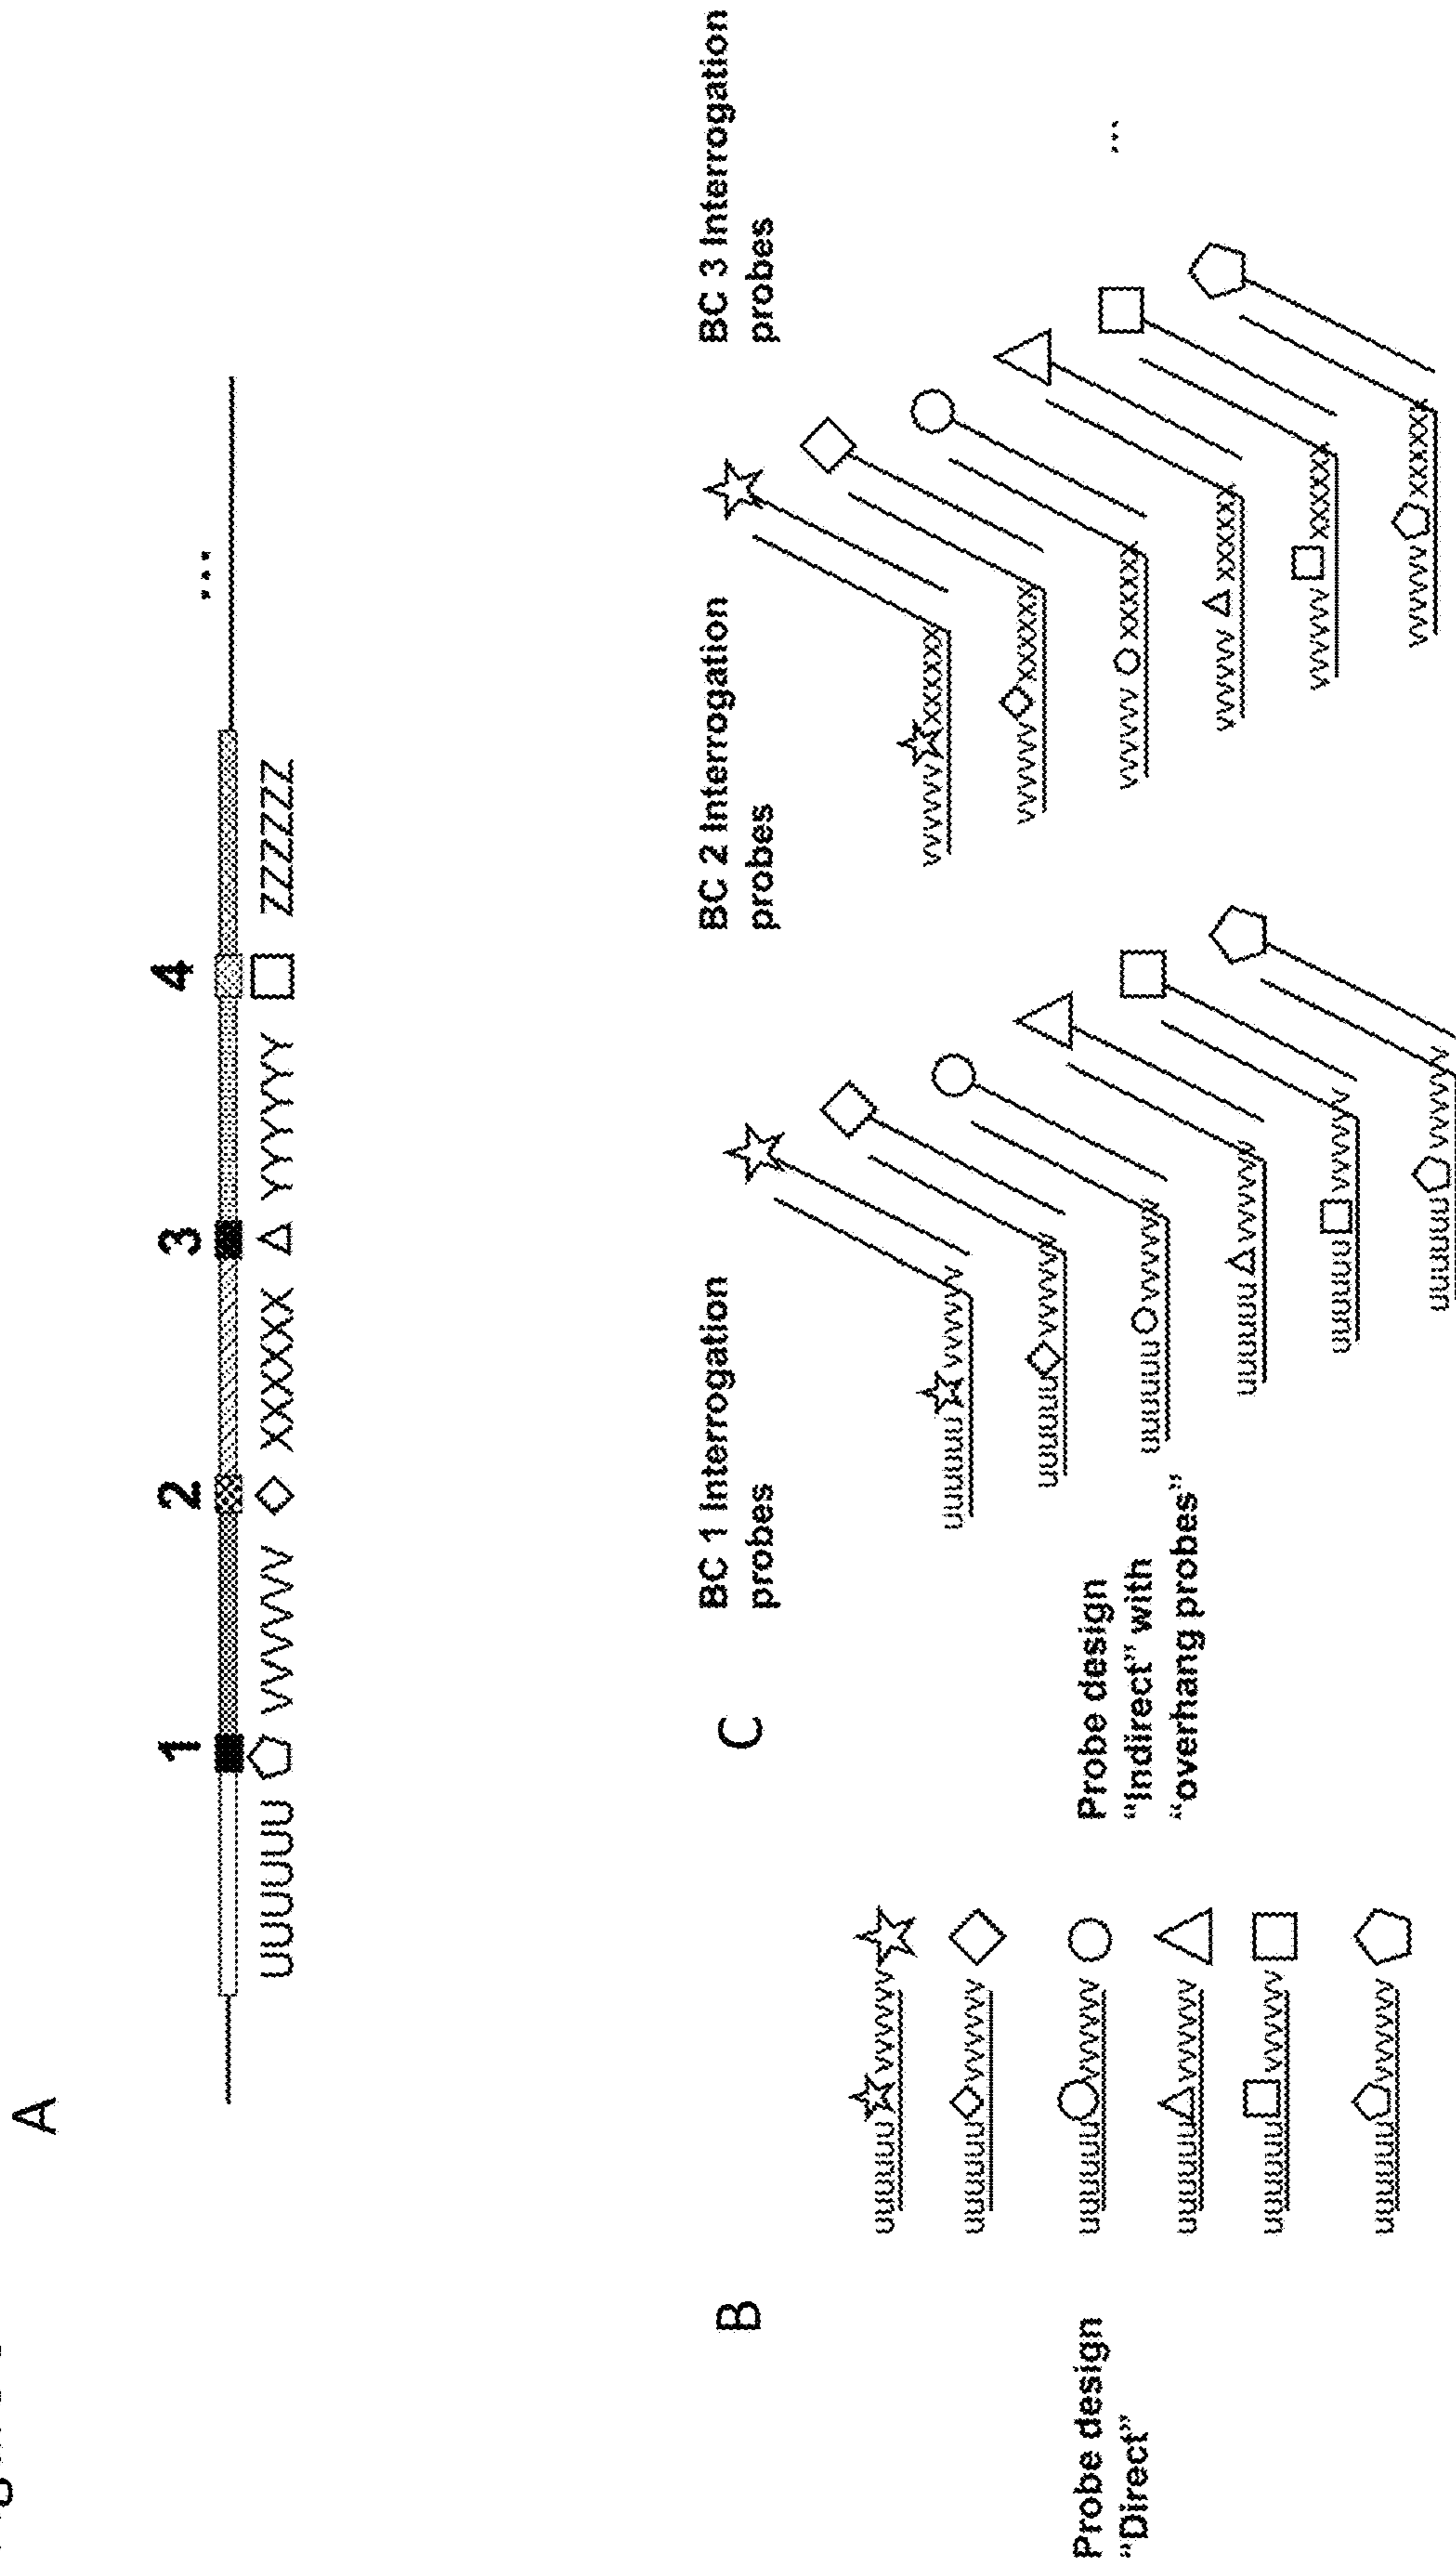 A
1 2 3 4 ...
UUUUUU VVVVVV XXXXXX YYYYYY ZZZZZZ
B
Probe design
"Direct"
uuuuuu vvvvvv
uuuuuu vvvvvv
uuuuuu vvvvvv
uuuuuu vvvvvv
uuuuuu vvvvvv
uuuuuu vvvvvv
C
Probe design
"Indirect" with
"overhang probes"
BC 1 Interrogation
probes
uuuuuu vvvvvv
uuuuuu vvvvvv
uuuuuu vvvvvv
uuuuuu vvvvvv
uuuuuu vvvvvv
uuuuuu vvvvvv
BC 2 Interrogation
probes
vvvvvv xxxxxx
vvvvvv xxxxxx
vvvvvv xxxxxx
vvvvvv xxxxxx
vvvvvv xxxxxx
vvvvvv xxxxxx
BC 3 Interrogation
probes
...